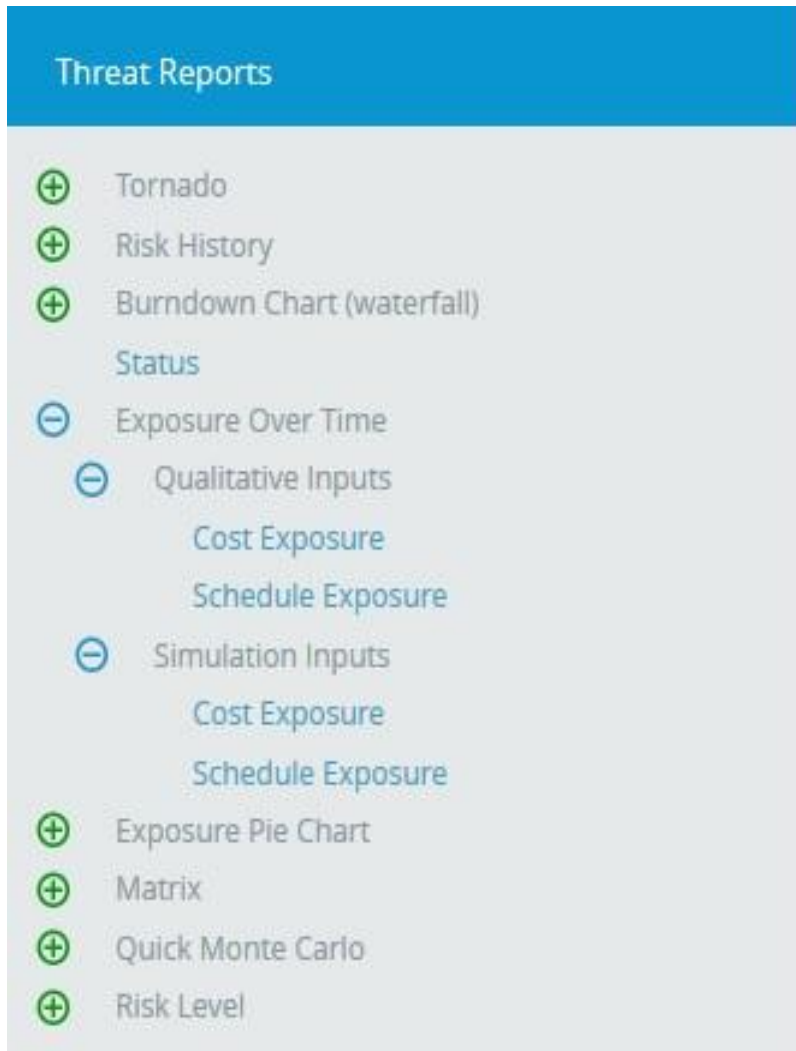 Threat Reports
Tornado
Risk History
Burndown Chart (waterfall)
Status
Exposure Over Time
Qualitative Inputs
Cost Exposure
Schedule Exposure
Simulation Inputs
Cost Exposure
Schedule Exposure
Exposure Pie Chart
Matrix
Quick Monte Carlo
Risk Level